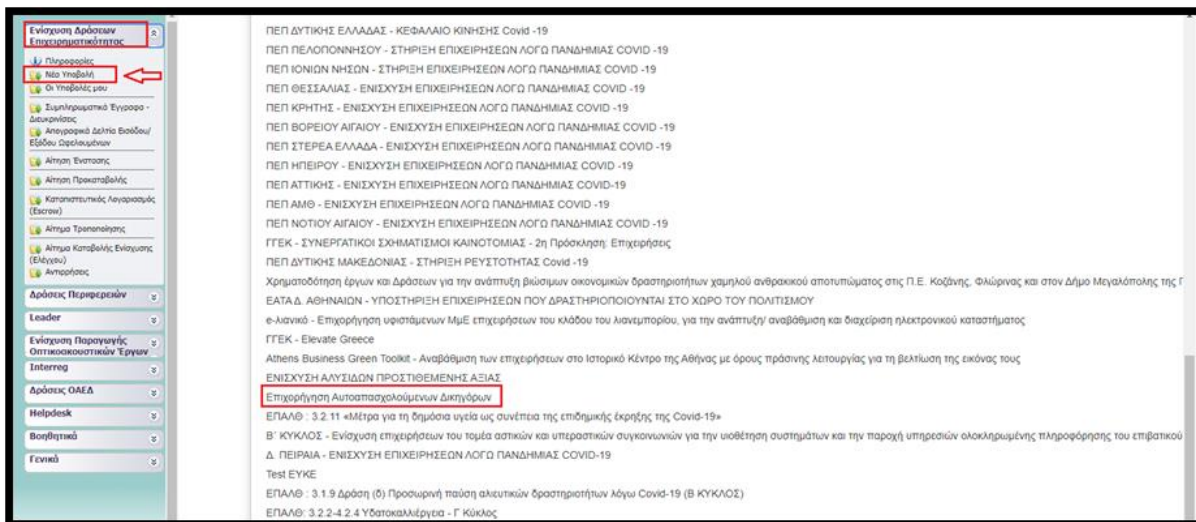 Ενίσχυση Δράσεων
Επιχειρηματικότητας
Πληροφορίες
Νέα Υποβολή
Οι Υποβολές μου
Συμπληρωματικά Έγγραφα -
Διευκρινίσεις
Απογραφικά Δελτία Εισόδου/
Εξόδου Ωφελουμένων
Αίτηση Ένστασης
Αίτηση Προκαταβολής
Καταπιστευτικός Λογαριασμός
(Escrow)
Αίτημα Τροποποίησης
Αίτημα Καταβολής Ενίσχυσης
(Ελέγχου)
Αντιρρήσεις
Δράσεις Περιφερειών
Leader
Ενίσχυση Παραγωγής
Οπτικοακουστικών Έργων
Interreg
Δράσεις ΟΑΕΔ
Helpdesk
Βοηθητικά
Γενικά
ΠΕΠ ΔΥΤΙΚΗΣ ΕΛΛΑΔΑΣ - ΚΕΦΑΛΑΙΟ ΚΙΝΗΣΗΣ Covid -19
ΠΕΠ ΠΕΛΟΠΟΝΝΗΣΟΥ - ΣΤΗΡΙΞΗ ΕΠΙΧΕΙΡΗΣΕΩΝ ΛΟΓΩ ΠΑΝΔΗΜΙΑΣ COVID -19
ΠΕΠ ΙΟΝΙΩΝ ΝΗΣΩΝ - ΣΤΗΡΙΞΗ ΕΠΙΧΕΙΡΗΣΕΩΝ ΛΟΓΩ ΠΑΝΔΗΜΙΑΣ COVID -19
ΠΕΠ ΘΕΣΣΑΛΙΑΣ - ΕΝΙΣΧΥΣΗ ΕΠΙΧΕΙΡΗΣΕΩΝ ΛΟΓΩ ΠΑΝΔΗΜΙΑΣ COVID -19
ΠΕΠ ΚΡΗΤΗΣ - ΕΝΙΣΧΥΣΗ ΕΠΙΧΕΙΡΗΣΕΩΝ ΛΟΓΩ ΠΑΝΔΗΜΙΑΣ COVID -19
ΠΕΠ ΒΟΡΕΙΟΥ ΑΙΓΑΙΟΥ - ΕΝΙΣΧΥΣΗ ΕΠΙΧΕΙΡΗΣΕΩΝ ΛΟΓΩ ΠΑΝΔΗΜΙΑΣ COVID -19
ΠΕΠ ΣΤΕΡΕΑ ΕΛΛΑΔΑ - ΕΝΙΣΧΥΣΗ ΕΠΙΧΕΙΡΗΣΕΩΝ ΛΟΓΩ ΠΑΝΔΗΜΙΑΣ COVID -19
ΠΕΠ ΗΠΕΙΡΟΥ - ΕΝΙΣΧΥΣΗ ΕΠΙΧΕΙΡΗΣΕΩΝ ΛΟΓΩ ΠΑΝΔΗΜΙΑΣ COVID -19
ΠΕΠ ΑΤΤΙΚΗΣ - ΕΝΙΣΧΥΣΗ ΕΠΙΧΕΙΡΗΣΕΩΝ ΛΟΓΩ ΠΑΝΔΗΜΙΑΣ COVID-19
ΠΕΠ ΑΜΘ - ΕΝΙΣΧΥΣΗ ΕΠΙΧΕΙΡΗΣΕΩΝ ΛΟΓΩ ΠΑΝΔΗΜΙΑΣ COVID -19
ΠΕΠ ΝΟΤΙΟΥ ΑΙΓΑΙΟΥ - ΕΝΙΣΧΥΣΗ ΕΠΙΧΕΙΡΗΣΕΩΝ ΛΟΓΩ ΠΑΝΔΗΜΙΑΣ COVID -19
ΓΓΕΚ - ΣΥΝΕΡΓΑΤΙΚΟΙ ΣΧΗΜΑΤΙΣΜΟΙ ΚΑΙΝΟΤΟΜΙΑΣ - 2η Πρόσκληση: Επιχειρήσεις
ΠΕΠ ΔΥΤΙΚΗΣ ΜΑΚΕΔΟΝΙΑΣ - ΣΤΗΡΙΞΗ ΡΕΥΣΤΟΤΗΤΑΣ Covid -19
Χρηματοδότηση έργων και Δράσεων για την ανάπτυξη βιώσιμων οικονομικών δραστηριοτήτων χαμηλού ανθρακικού αποτυπώματος στις Π.Ε. Κοζάνης, Φλώρινας και στον Δήμο Μεγαλόπολης της
ΕΑΤΑ Δ. ΑΘΗΝΑΙΩΝ - ΥΠΟΣΤΗΡΙΞΗ ΕΠΙΧΕΙΡΗΣΕΩΝ ΠΟΥ ΔΡΑΣΤΗΡΙΟΠΟΙΟΥΝΤΑΙ ΣΤΟ ΧΩΡΟ ΤΟΥ ΠΟΛΙΤΙΣΜΟΥ
e-λιανικό - Επιχορήγηση υφιστάμενων ΜμΕ επιχειρήσεων του κλάδου του λιανεμπορίου, για την ανάπτυξη/ αναβάθμιση και διαχείριση ηλεκτρονικού καταστήματος
ΓΓΕΚ - Elevate Greece
Athens Business Green Toolkit - Αναβάθμιση των επιχειρήσεων στο Ιστορικό Κέντρο της Αθήνας με όρους πράσινης λειτουργίας για τη βελτίωση της εικόνας τους
ΕΝΙΣΧΥΣΗ ΑΛΥΣΙΔΩΝ ΠΡΟΣΤΙΘΕΜΕΝΗΣ ΑΞΙΑΣ
Επιχορήγηση Αυτοαπασχολούμενων Δικηγόρων
ΕΠΑΛΘ : 3.2.11 «Μέτρα για τη δημόσια υγεία ως συνέπεια της επιδημικής έκρηξης της Covid-19»
Β΄ ΚΥΚΛΟΣ - Ενίσχυση επιχειρήσεων του τομέα αστικών και υπεραστικών συγκοινωνιών για την υιοθέτηση συστημάτων και την παροχή υπηρεσιών ολοκληρωμένης πληροφόρησης του επιβατικού
Δ. ΠΕΙΡΑΙΑ - ΕΝΙΣΧΥΣΗ ΕΠΙΧΕΙΡΗΣΕΩΝ ΛΟΓΩ ΠΑΝΔΗΜΙΑΣ COVID-19
Test ΕΥΚΕ
ΕΠΑΛΘ : 3.1.9 Δράση (δ) Προσωρινή παύση αλιευτικών δραστηριοτήτων λόγω Covid-19 (Β ΚΥΚΛΟΣ)
ΕΠΑΛΘ: 3.2.2-4.2.4 Υδατοκαλλιέργεια - Γ Κύκλος